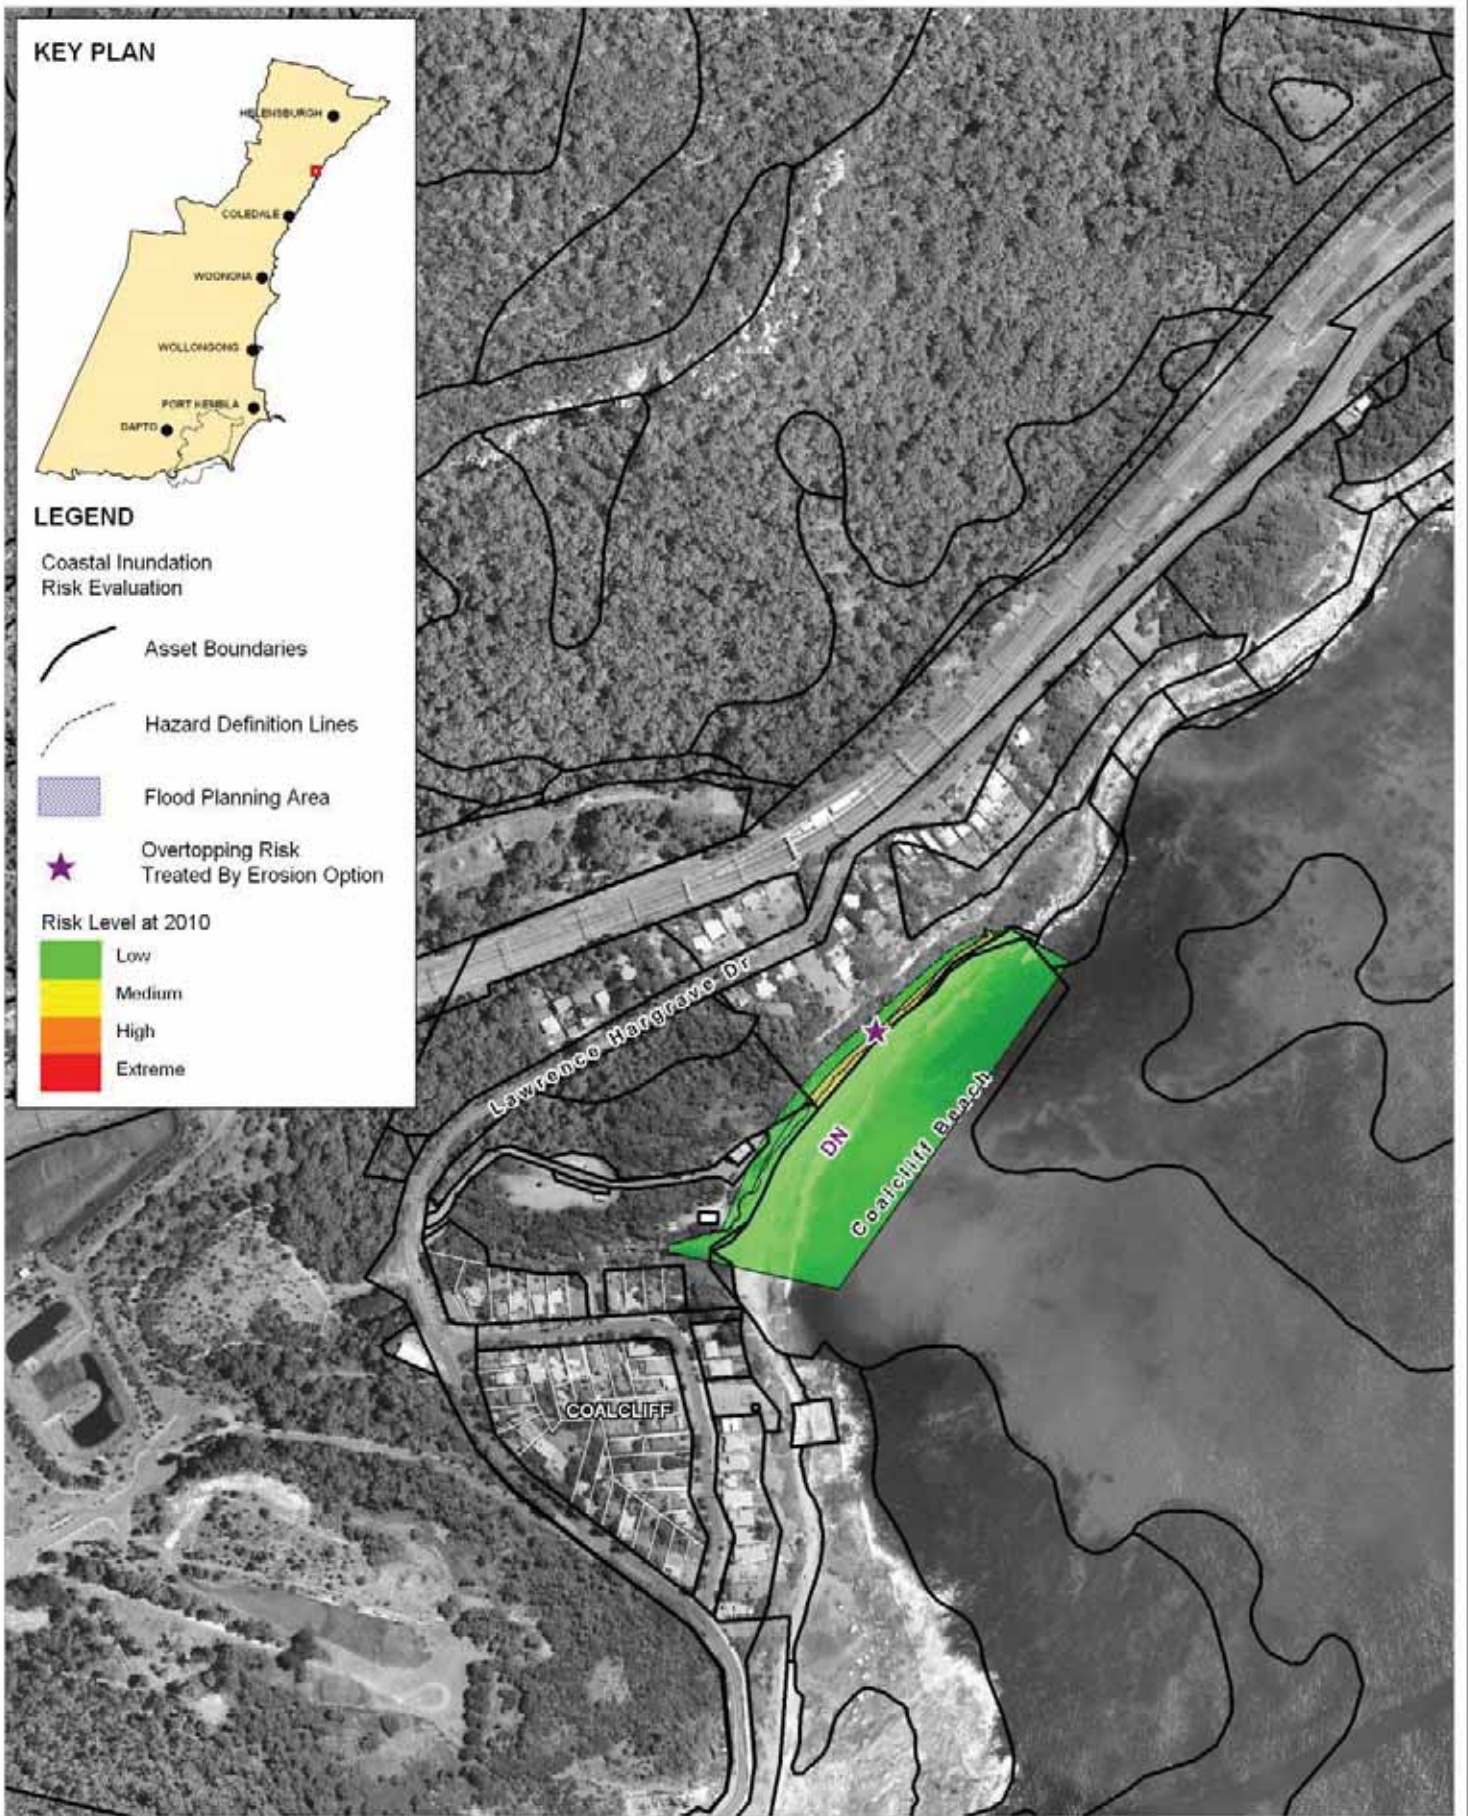 KEY PLAN
HELENSBURGH
COLEDALE
WOONONA
WOLLONGONG
PORT KEMBLA
DAPTO
LEGEND
Coastal Inundation
Risk Evaluation
Asset Boundaries
Hazard Definition Lines
Flood Planning Area
Overtopping Risk
Treated By Erosion Option
Risk Level at 2010
Low
Medium
High
Extreme
Lawrence Hargrave Dr
DN
Coalcliff Beach
COALCLIFF